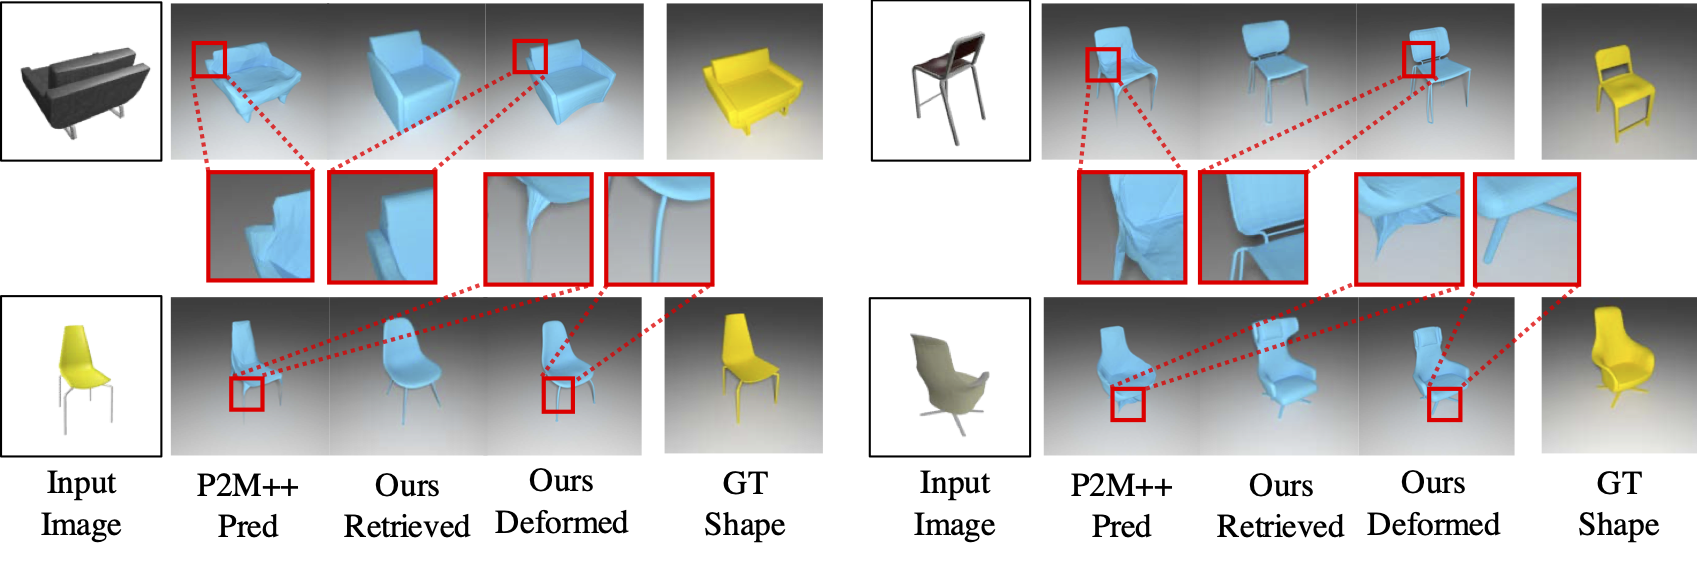 Input
Image
P2M++
Pred
Ours
Retrieved
Ours
Deformed
GT
Shape
Input
Image
P2M++
Pred
Ours
Retrieved
Ours
Deformed
GT
Shape